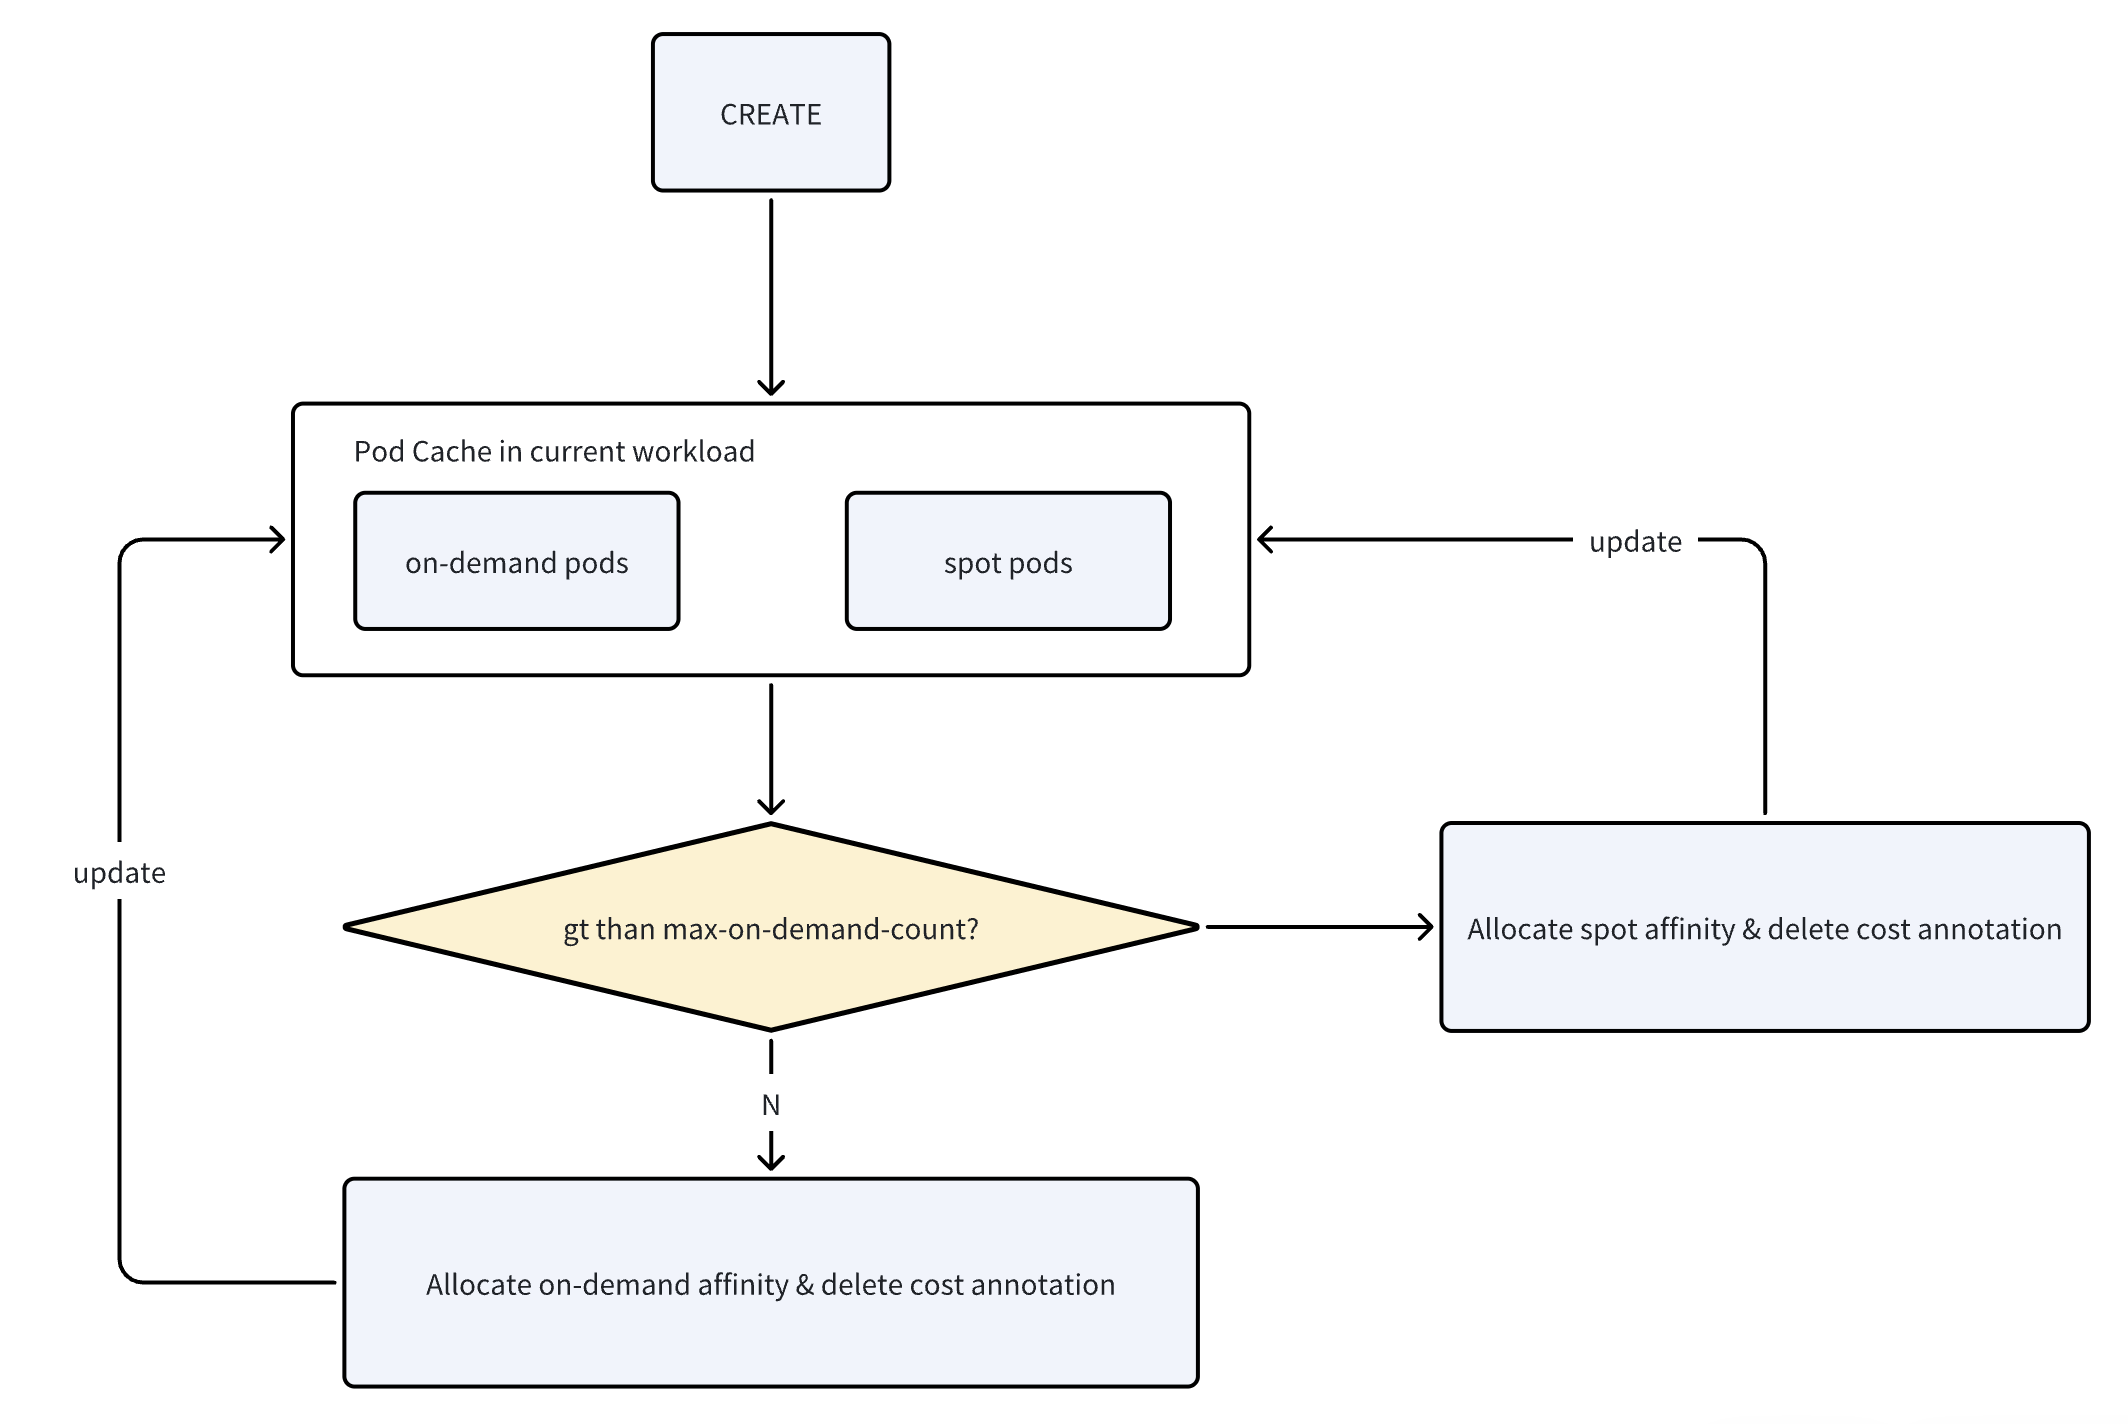 CREATE
Pod Cache in current workload
on-demand pods
spot pods
update
update
gt than max-on-demand-count?
Allocate spot affinity & delete cost annotation
N
Allocate on-demand affinity & delete cost annotation